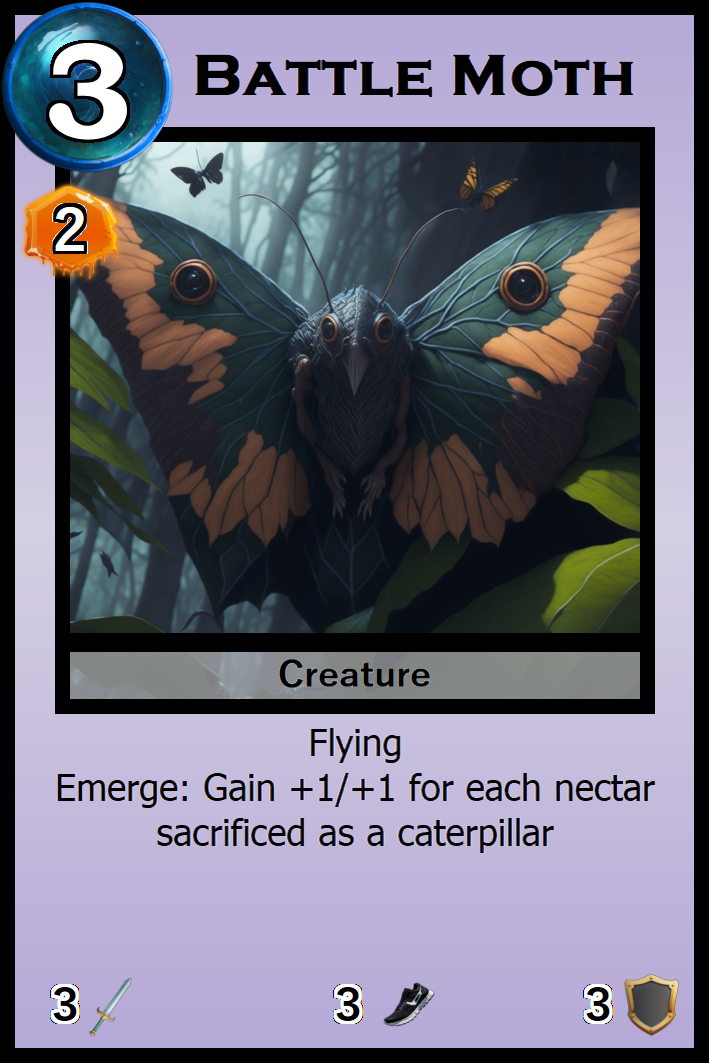 3
Battle Moth
2
Creature
Flying
Emerge: Gain +1/+1 for each nectar
sacrificed as a caterpillar
3 3 3